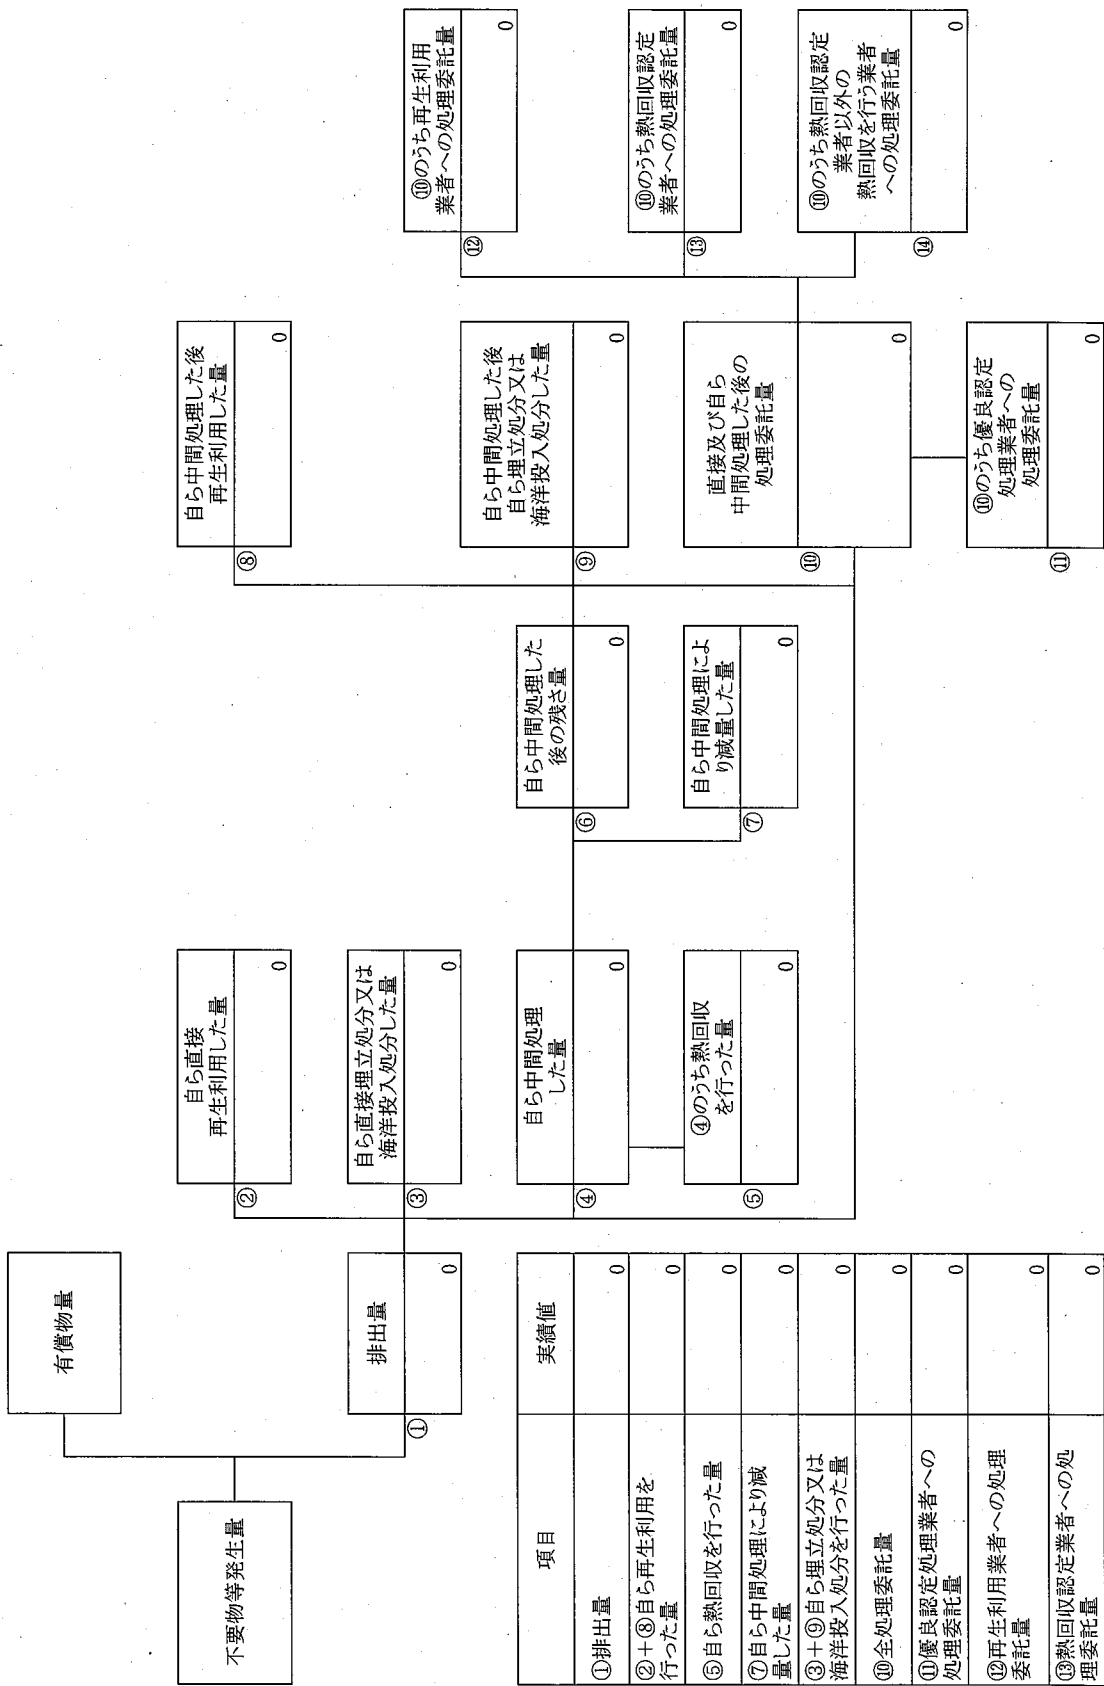 不要物等発生量
有償物量
排出量
①
0
自ら直接
再生利用した量
②
0
自ら直接埋立処分又は
海洋投入処分した量
③
0
自ら中間処理
した量
④
0
④のうち熱回収
を行った量
⑤
0
自ら中間処理した
後の残さ量
⑥
0
自ら中間処理によ
り減量した量
⑦
0
自ら中間処理した後
再生利用した量
⑧
0
自ら中間処理した後
自ら埋立処分又は
海洋投入処分した量
⑨
0
直接及び自ら
中間処理した後の
処理委託量
⑩
0
⑩のうち優良認定
処理業者への
処理委託量
⑪
0
⑩のうち再生利用
業者への処理委託量
⑫
0
⑩のうち熱回収認定
業者への処理委託量
⑬
0
⑩のうち熱回収認定
業者以外の
熱回収を行う業者
への処理委託量
⑭
0
項目 実績値
①排出量 0
②+⑧自ら再生利用を
行った量 0
⑤自ら熱回収を行った量 0
⑦自ら中間処理により減
量した量 0
③+⑨自ら埋立処分又は
海洋投入処分を行った量 0
⑩全処理委託量 0
⑪優良認定処理業者への
処理委託量 0
⑫再生利用業者への処理
委託量 0
⑬熱回収認定業者への処
理委託量 0